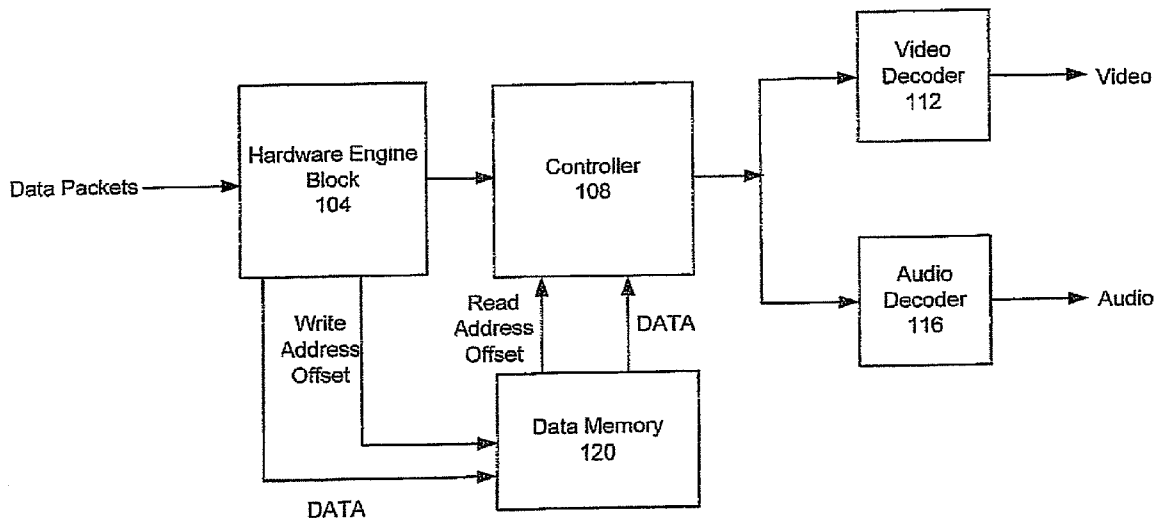 Data Packets
Hardware Engine
Block
104
Controller
108
Video
Decoder
112
Video
Audio
Decoder
116
Audio
Write
Address
Offset
Read
Address
Offset
DATA
Data Memory
120
DATA